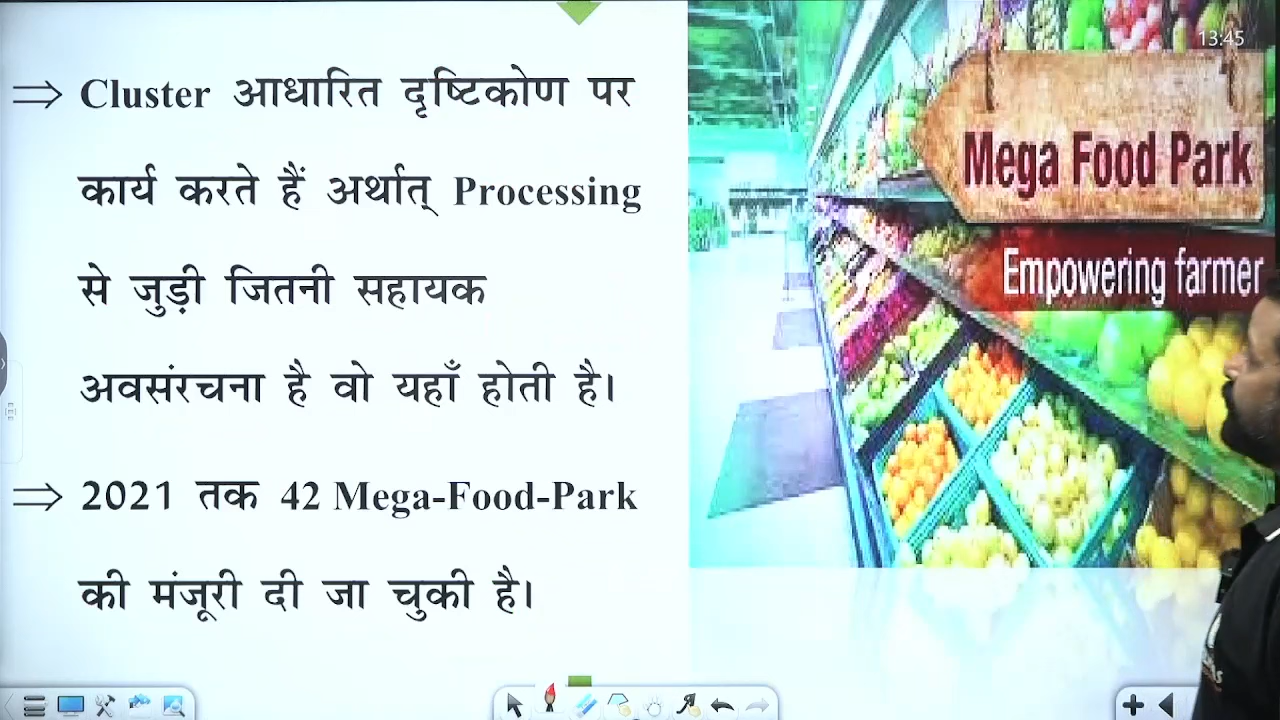 ⇒ Cluster आधारित दृष्टिकोण पर
कार्य करते हैं अर्थात् Processing
से जुड़ी जितनी सहायक
अवसंरचना है वो यहाँ होती है।
⇒ 2021 तक 42 Mega-Food-Park
की मंजूरी दी जा चुकी है।
13:45
Mega Food Park
Empowering farmer